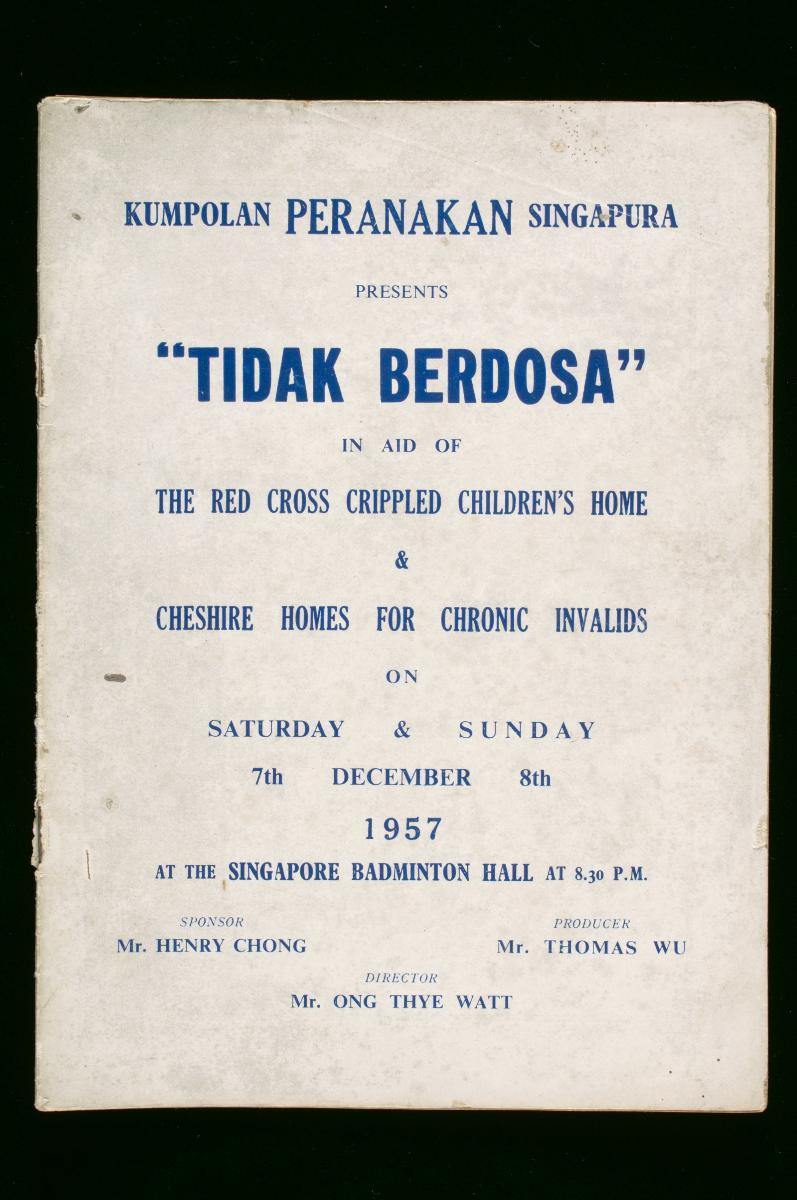 KUMPOLAN PERANAKAN SINGAPURA
PRESENTS
“TIDAK BERDOSA”
IN AID OF
THE RED CROSS CRIPPLED CHILDREN'S HOME
&
CHESHIRE HOMES FOR CHRONIC INVALIDS
ON
SATURDAY & SUNDAY
7th DECEMBER 8th
1957
AT THE SINGAPORE BADMINTON HALL AT 8.30 P.M.
SPONSOR PRODUCER
Mr. HENRY CHONG Mr. THOMAS WU
DIRECTOR
Mr. ONG THYE WATT